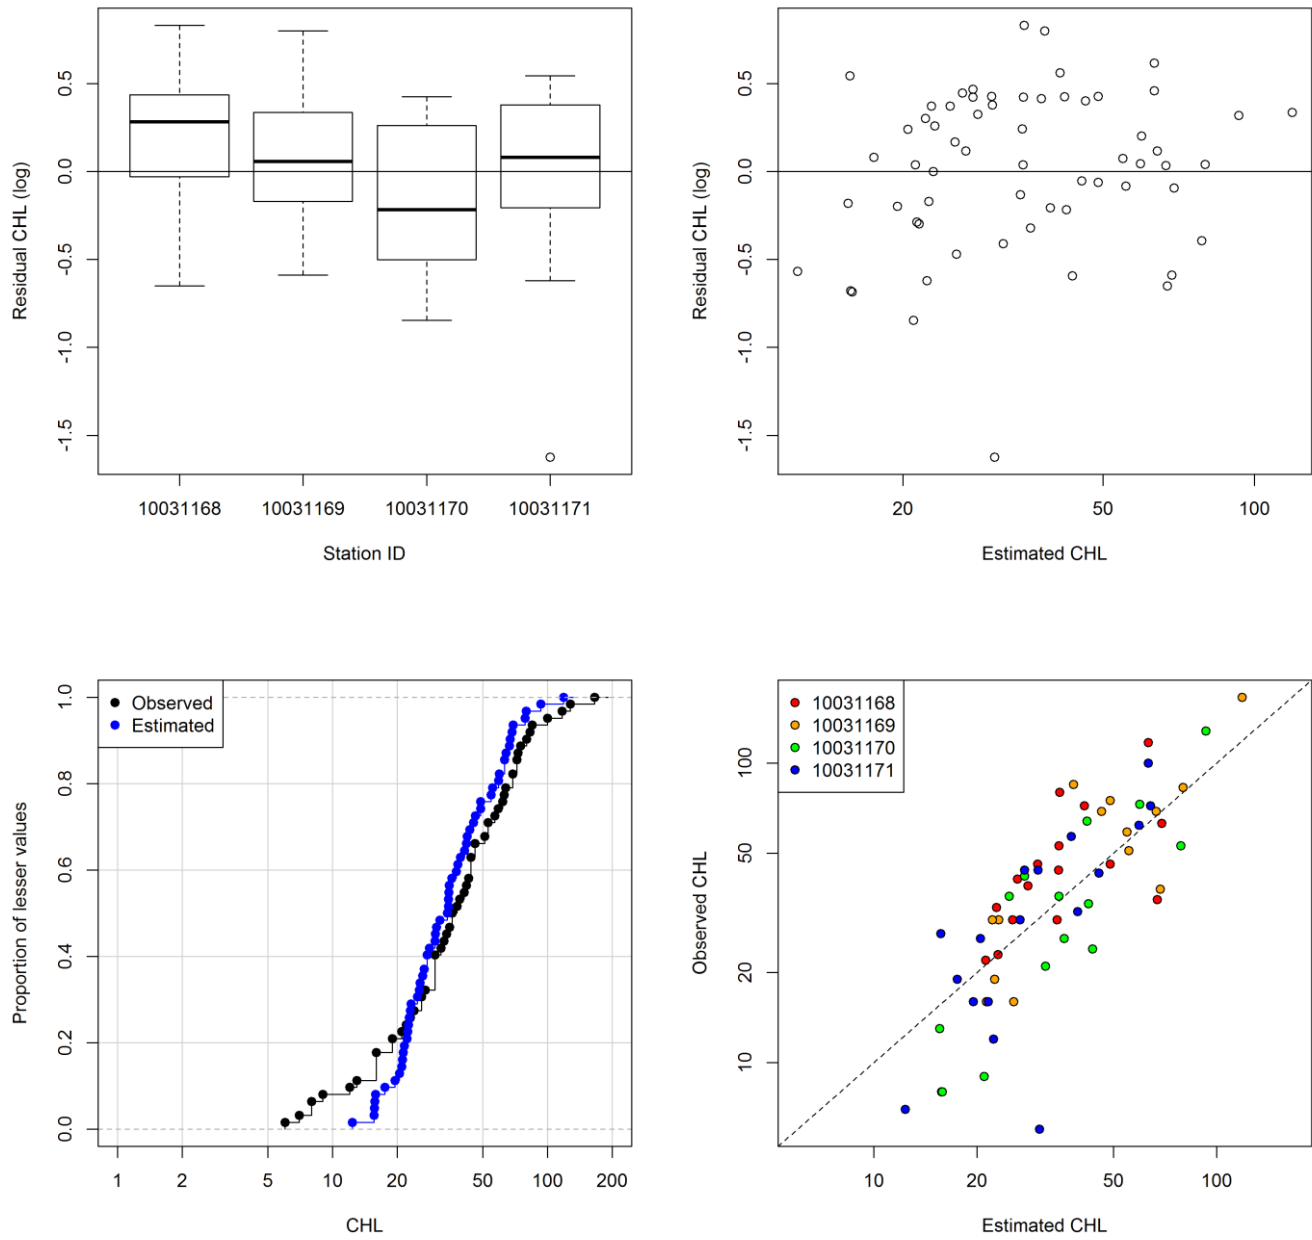 Residual CHL (log)
0.5
0.0
-0.5
-1.0
-1.5
10031168 10031169 10031170 10031171
Station ID
Residual CHL (log)
0.5
0.0
-0.5
-1.0
-1.5
20 50 100
Estimated CHL
Proportion of lesser values
1.0
0.8
0.6
0.4
0.2
0.0
Observed
Estimated
1 2 5 10 20 50 100 200
CHL
Observed CHL
100
50
20
10
10031168
10031169
10031170
10031171
10 20 50 100
Estimated CHL